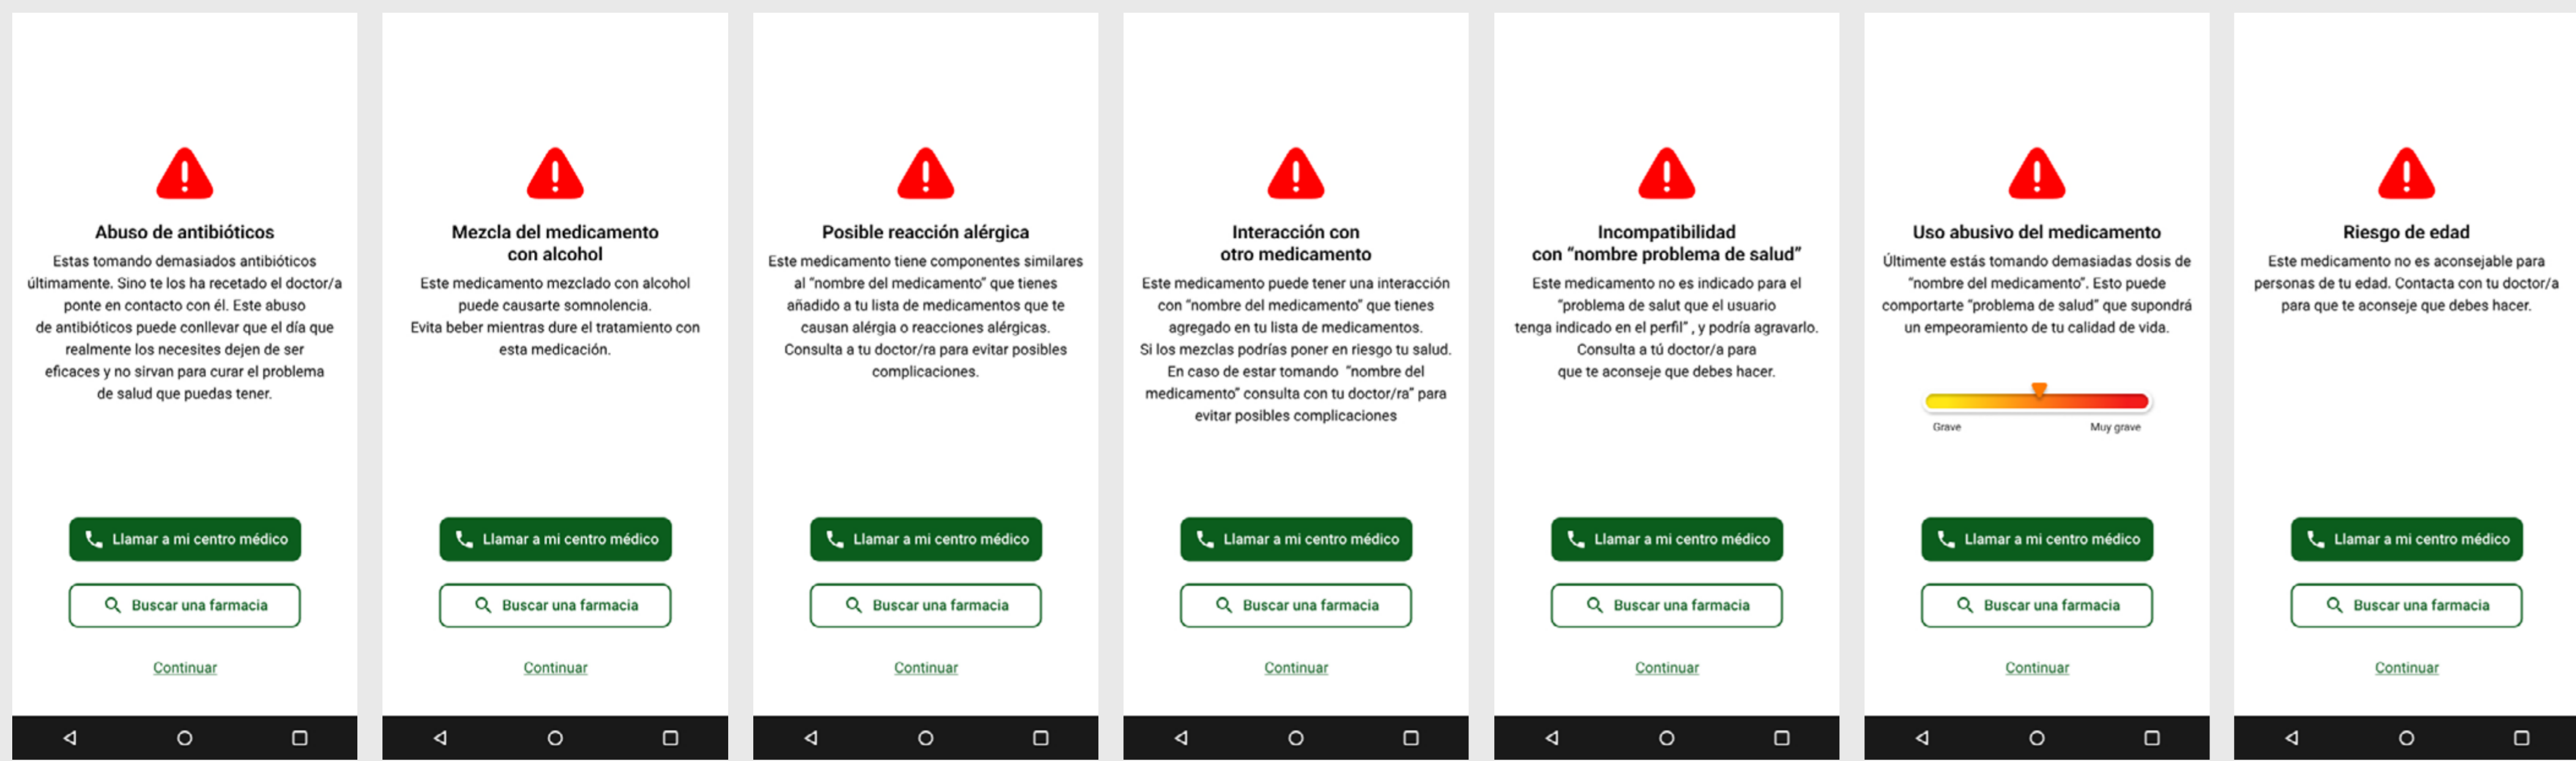 Abuso de antibióticos
Estas tomando demasiados antibióticos
últimamente. Sino te los ha recetado el doctor/a
ponte en contacto con él. Este abuso
de antibióticos puede conllevar que el día que
realmente los necesites dejen de ser
eficaces y no sirvan para curar el problema
de salud que puedas tener.
Llamar a mi centro médico
Buscar una farmacia
Continuar
Mezcla del medicamento
con alcohol
Este medicamento mezclado con alcohol
puede causarte somnolencia.
Evita beber mientras dure el tratamiento con
esta medicación.
Llamar a mi centro médico
Buscar una farmacia
Continuar
Posible reacción alérgica
Este medicamento tiene componentes similares
al “nombre del medicamento” que tienes
añadido a tu lista de medicamentos que te
causan alérgia o reacciones alérgicas.
Consulta a tu doctor/ra para evitar posibles
complicaciones.
Llamar a mi centro médico
Buscar una farmacia
Continuar
Interacción con
otro medicamento
Este medicamento puede tener una interacción
con “nombre del medicamento” que tienes
agregado en tu lista de medicamentos.
Si los mezclas podrías poner en riesgo tu salud.
En caso de estar tomando “nombre del
medicamento” consulta con tu doctor/ra” para
evitar posibles complicaciones
Llamar a mi centro médico
Buscar una farmacia
Continuar
Incompatibilidad
con “nombre problema de salud”
Este medicamento no es indicado para el
“problema de salut que el usuario
tenga indicado en el perfil” , y podría agravarlo.
Consulta a tú doctor/a para
que te aconseje que debes hacer.
Llamar a mi centro médico
Buscar una farmacia
Continuar
Uso abusivo del medicamento
Últimente estás tomando demasiadas dosis de
“nombre del medicamento”. Esto puede
comportarte “problema de salud” que supondrá
un empeoramiento de tu calidad de vida.
Grave
Muy grave
Llamar a mi centro médico
Buscar una farmacia
Continuar
Riesgo de edad
Este medicamento no es aconsejable para
personas de tu edad. Contacta con tu doctor/a
para que te aconseje que debes hacer.
Llamar a mi centro médico
Buscar una farmacia
Continuar